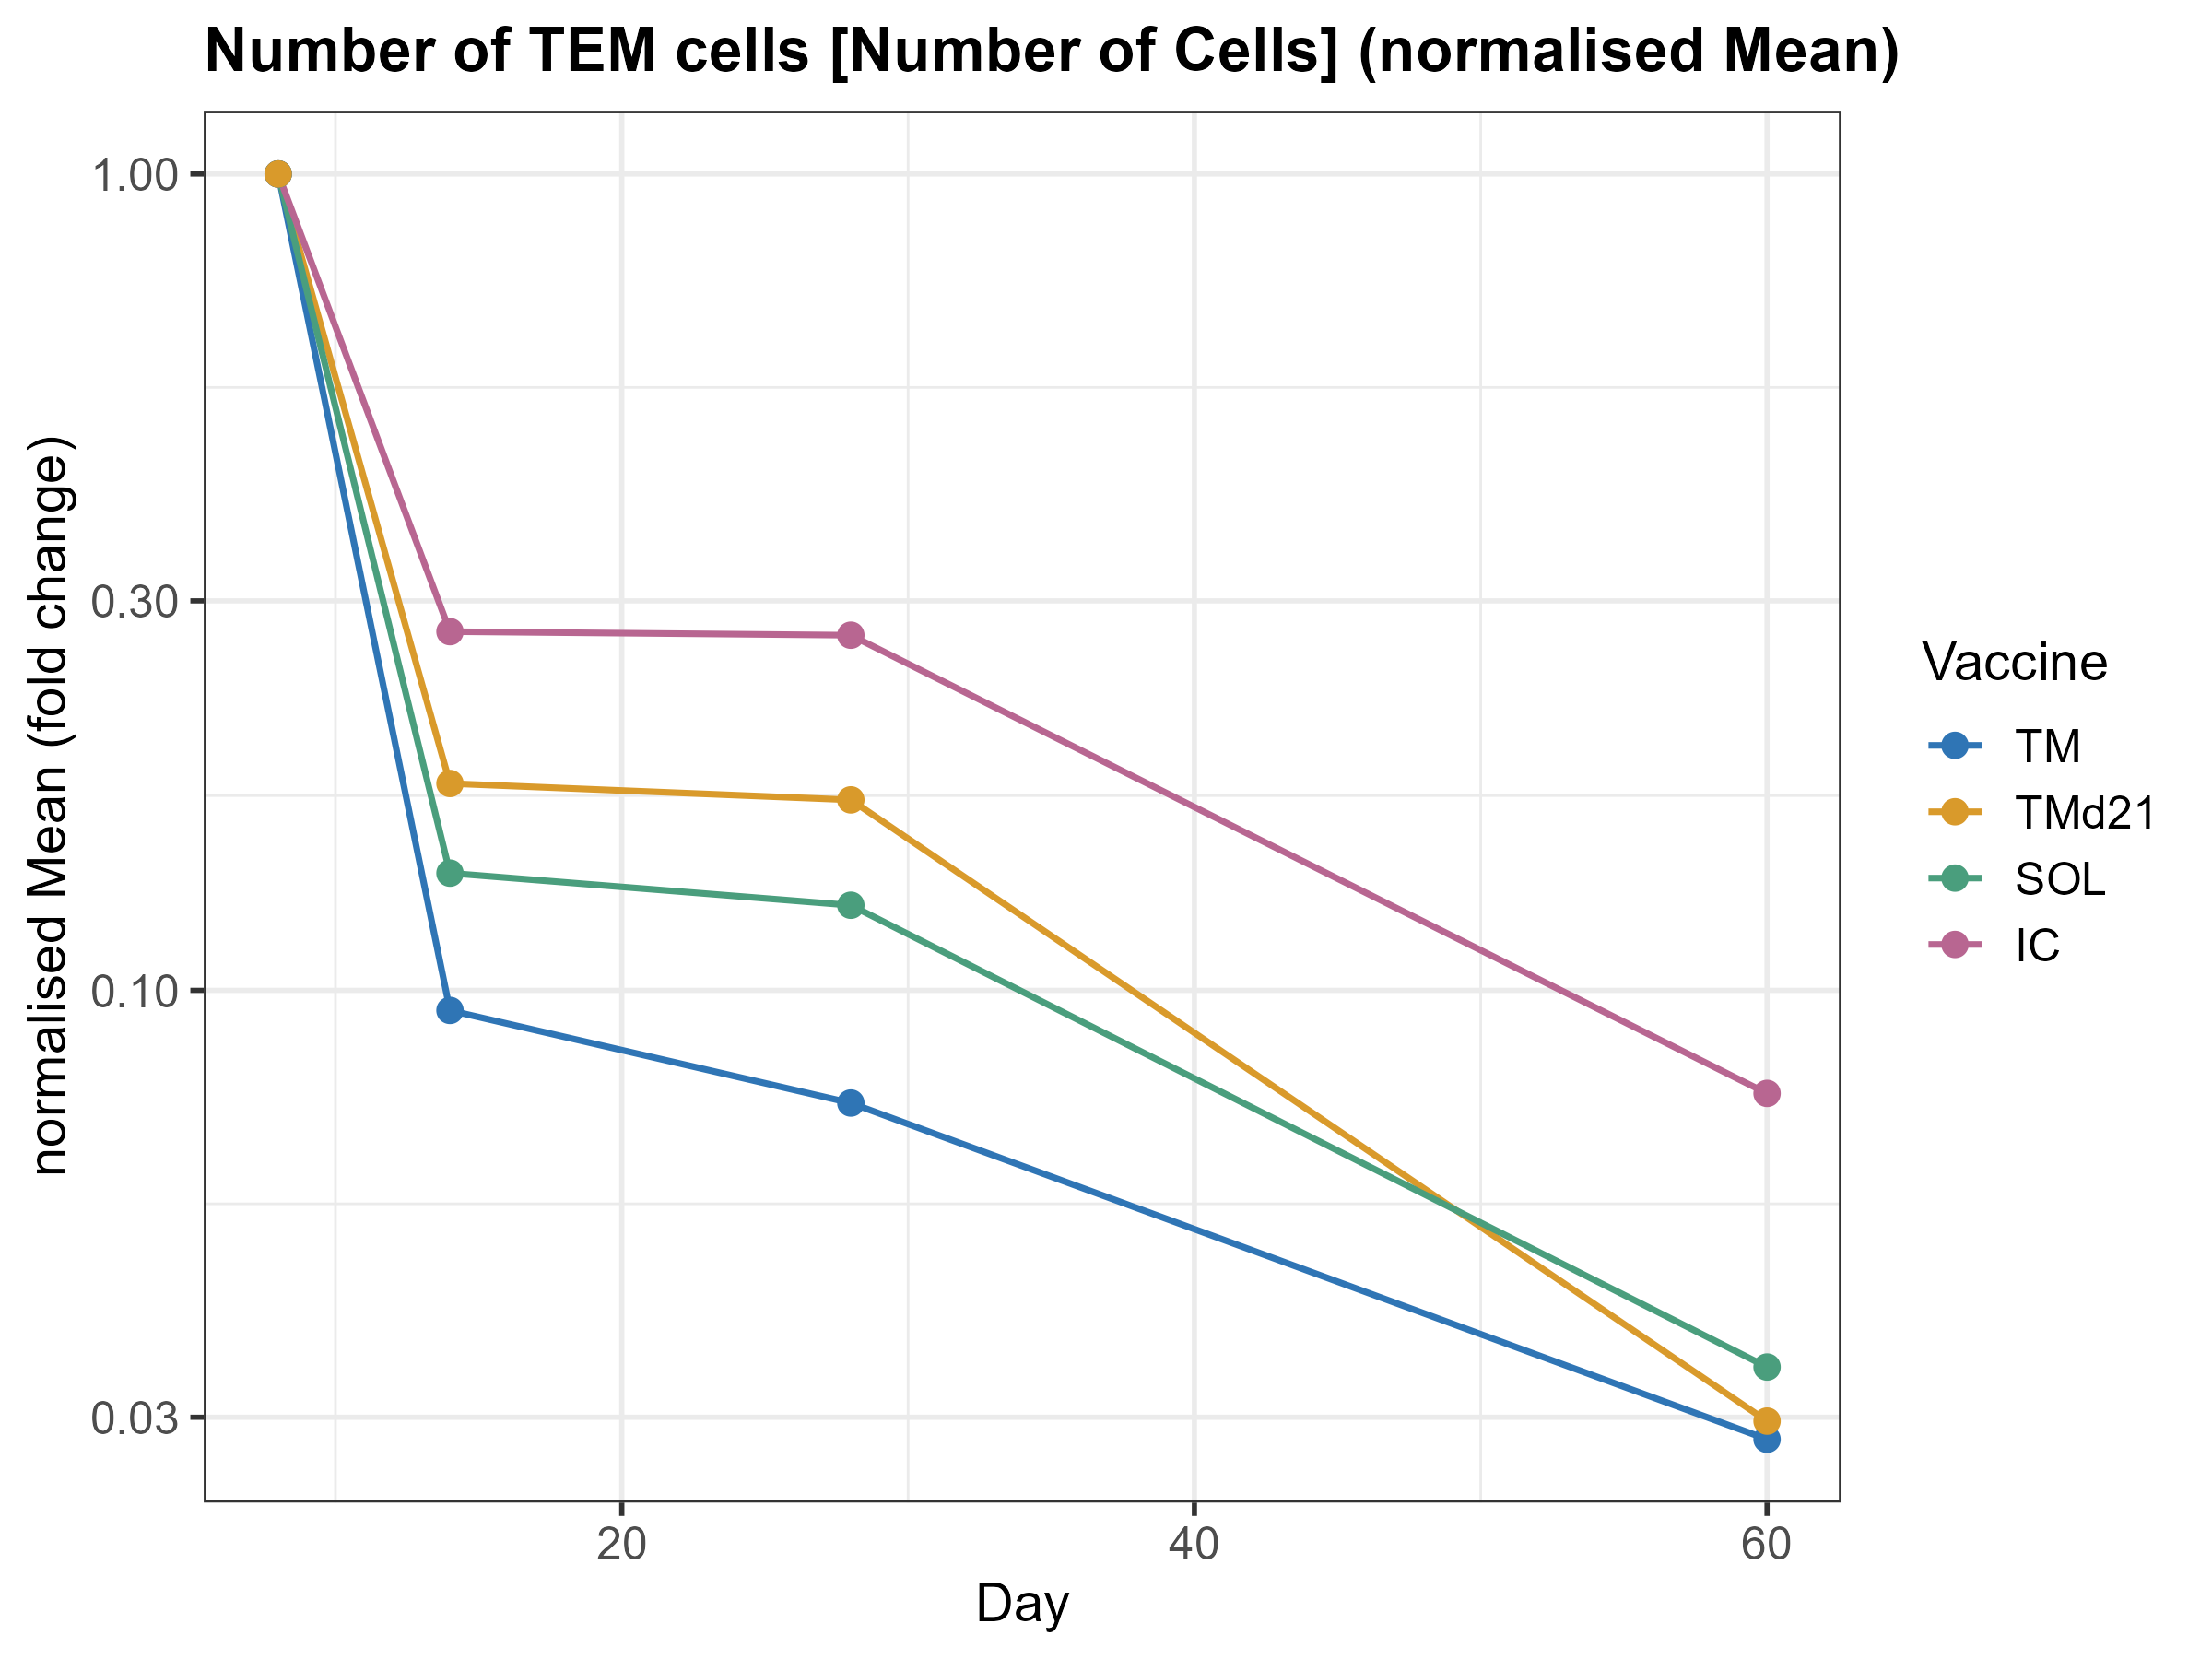 Number of TEM cells [Number of Cells] (normalised Mean)
normalised Mean (fold change)
1.00
0.30
0.10
0.03
20
40
60
Day
Vaccine
TM
TMd21
SOL
IC